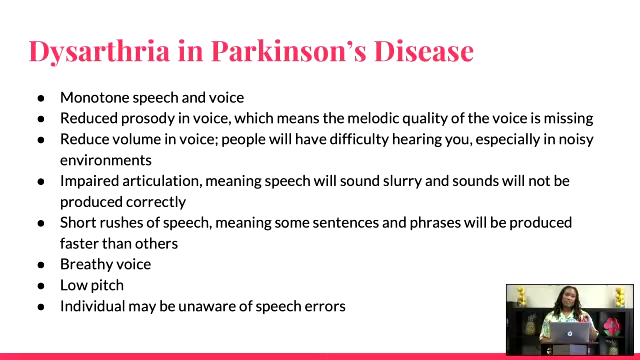 Dysarthria in Parkinson's Disease
● Monotone speech and voice
● Reduced prosody in voice, which means the melodic quality of the voice is missing
● Reduce volume in voice; people will have difficulty hearing you, especially in noisy
environments
● Impaired articulation, meaning speech will sound slurry and sounds will not be
produced correctly
● Short rushes of speech, meaning some sentences and phrases will be produced
faster than others
● Breathy voice
● Low pitch
● Individual may be unaware of speech errors